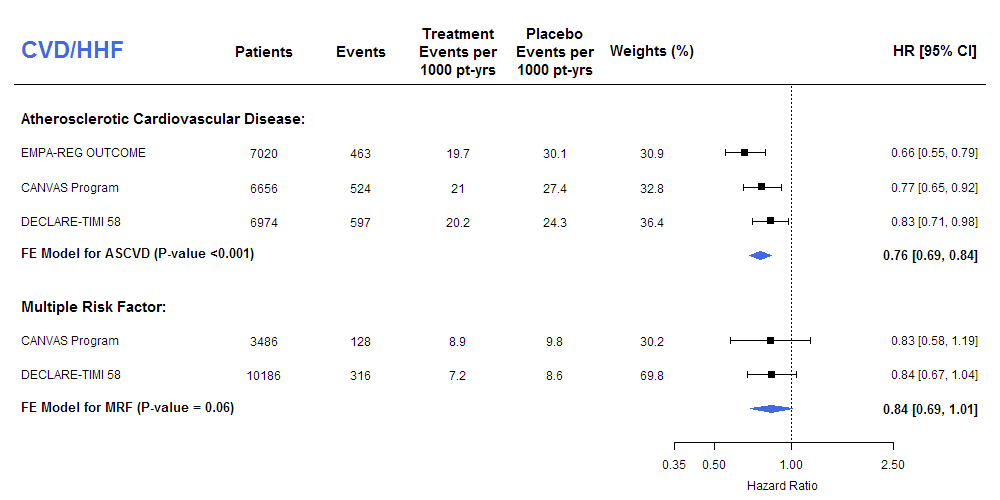 CVD/HHF Patients Events Treatment Events per 1000 pt-yrs Placebo Events per 1000 pt-yrs Weights (%) HR [95% CI]
Atherosclerotic Cardiovascular Disease:
EMPA-REG OUTCOME 7020 463 19.7 30.1 30.9 0.66 [0.55, 0.79]
CANVAS Program 6656 524 21 27.4 32.8 0.77 [0.65, 0.92]
DECLARE-TIMI 58 6974 597 20.2 24.3 36.4 0.83 [0.71, 0.98]
FE Model for ASCVD (P-value <0.001) 0.76 [0.69, 0.84]
Multiple Risk Factor:
CANVAS Program 3486 128 8.9 9.8 30.2 0.83 [0.58, 1.19]
DECLARE-TIMI 58 10186 316 7.2 8.6 69.8 0.84 [0.67, 1.04]
FE Model for MRF (P-value = 0.06) 0.84 [0.69, 1.01]
0.35 0.50 1.00 2.50
Hazard Ratio